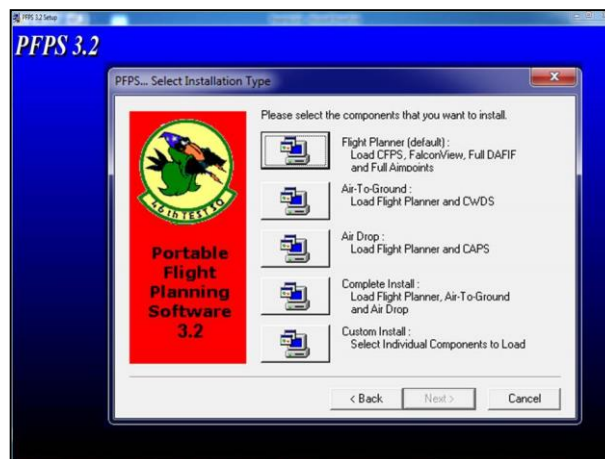 PFPS 3.2 Setup
PFPS 3.2
PFPS... Select Installation Type
Please select the components that you want to install.
Flight Planner (default) :
Load CFPS, FalconView, Full DAFIF
and Full Aimpoints
Air-To-Ground :
Load Flight Planner and CWDS
Air Drop :
Load Flight Planner and CAPS
Complete Install :
Load Flight Planner, Air-To-Ground
and Air Drop
Custom Install :
Select Individual Components to Load
46th TESTSQ
Portable
Flight
Planning
Software
3.2
< Back
Next >
Cancel